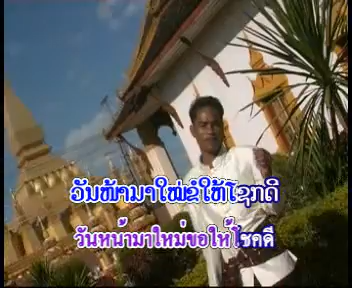 ວັນໜ້າມາໃໝ່ຂໍໃຫ້ໂຊກດີ
วันหน้ามาใหม่ขอให้โชคดี